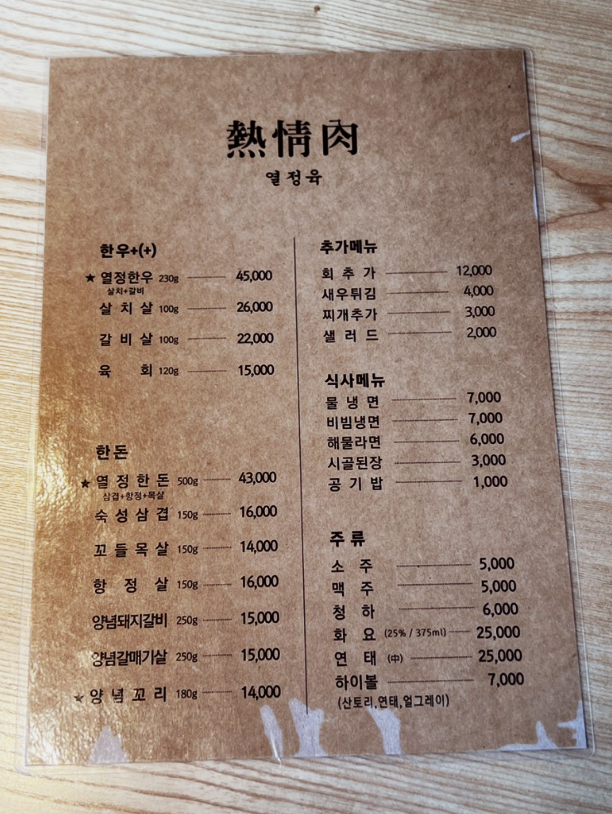 熱情肉
열정육
한우+(+)
★ 열정한우 230g 45,000
살치+갈비
살치살 100g 26,000
갈비살 100g 22,000
육회 120g 15,000
한돈
★ 열정한돈 500g 43,000
삼겹+항정+목살
숙성삼겹 150g 16,000
꼬들목살 150g 14,000
항정살 150g 16,000
양념돼지갈비 250g 15,000
양념갈매기살 250g 15,000
★ 양념꼬리 180g 14,000
추가메뉴
회추가 12,000
새우튀김 4,000
찌개추가 3,000
샐러드 2,000
식사메뉴
물냉면 7,000
비빔냉면 7,000
해물라면 6,000
시골된장 3,000
공기밥 1,000
주류
소주 5,000
맥주 5,000
청하 6,000
화요 (25% / 375ml) 25,000
연태 (中) 25,000
하이볼 7,000
(산토리,연태,얼그레이)